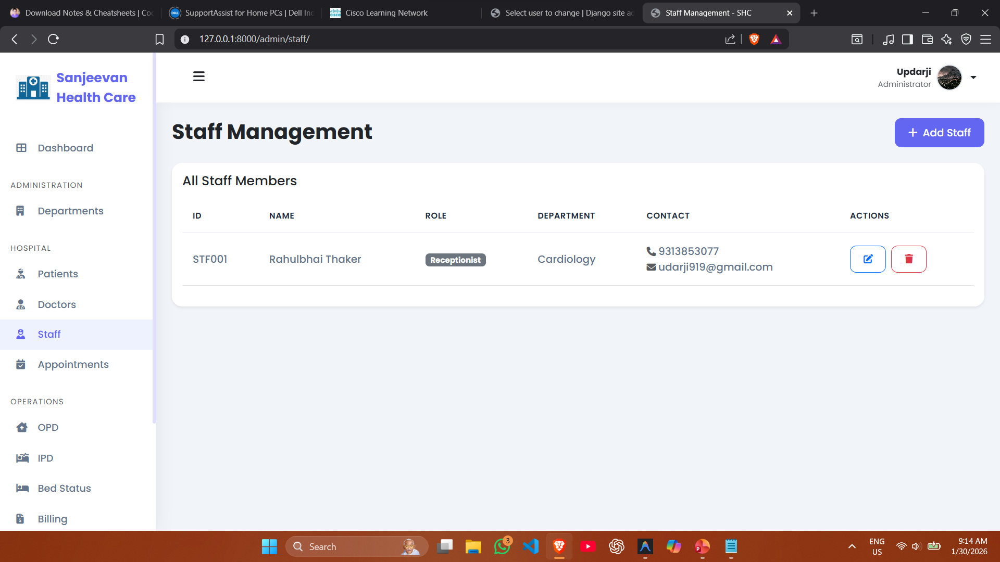 Download Notes & Cheatsheets | Co
SupportAssist for Home PCs | Dell In
Cisco Learning Network
Select user to change | Django site a
Staff Management - SHC
127.0.0.1:8000/admin/staff/
Sanjeevan
Health Care
Updarji
Administrator
Dashboard
ADMINISTRATION
Departments
HOSPITAL
Patients
Doctors
Staff
Appointments
OPERATIONS
OPD
IPD
Bed Status
Billing
Staff Management
Add Staff
All Staff Members
ID NAME ROLE DEPARTMENT CONTACT ACTIONS
STF001 Rahulbhai Thaker Receptionist Cardiology 9313853077
udarji919@gmail.com
Search
3
ENG
US
9:14 AM
1/30/2026